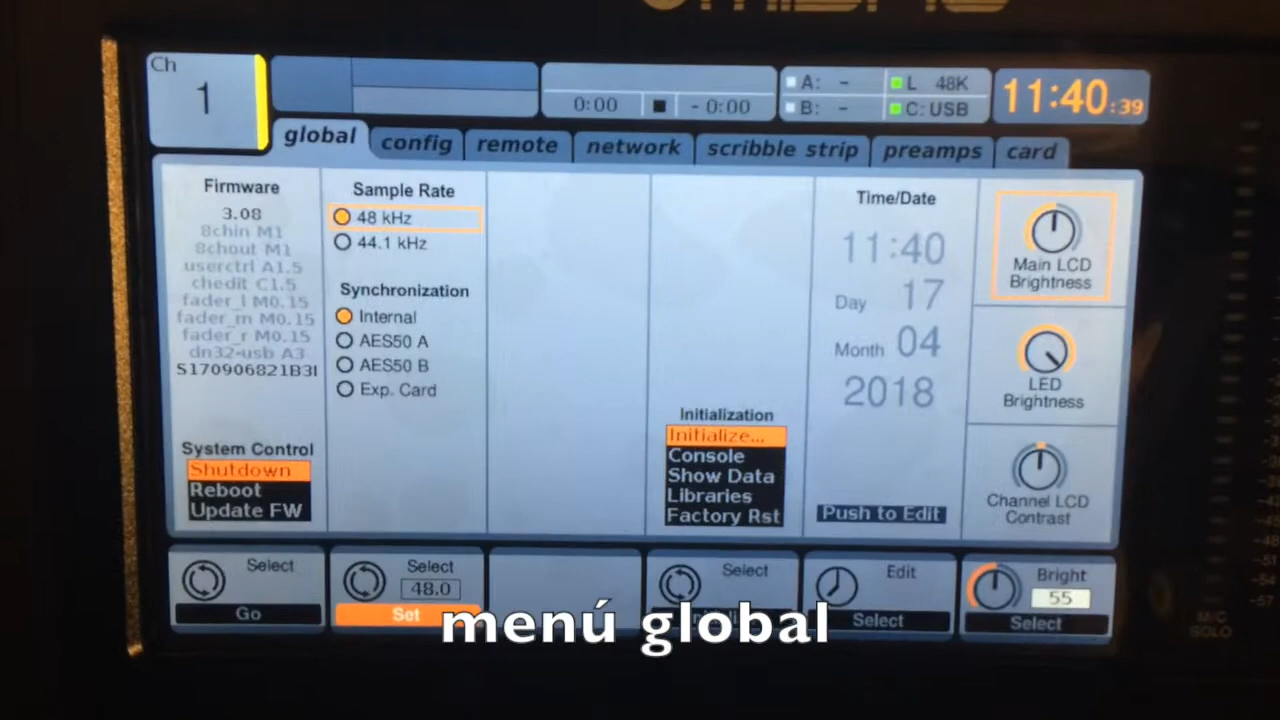 Ch
1
0:00 - 0:00
A: - L 48K
B: - C: USB
11:40:39
global config remote network scribble strip preamps card
Firmware
3.08
8chin M1
8chout M1
userctrl A1.5
chedit C1.5
fader_l M0.15
fader_m M0.15
fader_r M0.15
dn32-usb A3
S170906821B3I
System Control
Shutdown
Reboot
Update FW
Sample Rate
48 kHz
44.1 kHz
Synchronization
Internal
AES50 A
AES50 B
Exp. Card
Initialization
Initialize...
Console
Show Data
Libraries
Factory Rst
Time/Date
11:40
Day 17
Month 04
2018
Push to Edit
Main LCD
Brightness
LED
Brightness
Channel LCD
Contrast
Select
Go
Select
48.0
Set
Select
Edit
Select
Bright
55
Select
menú global
SOLO